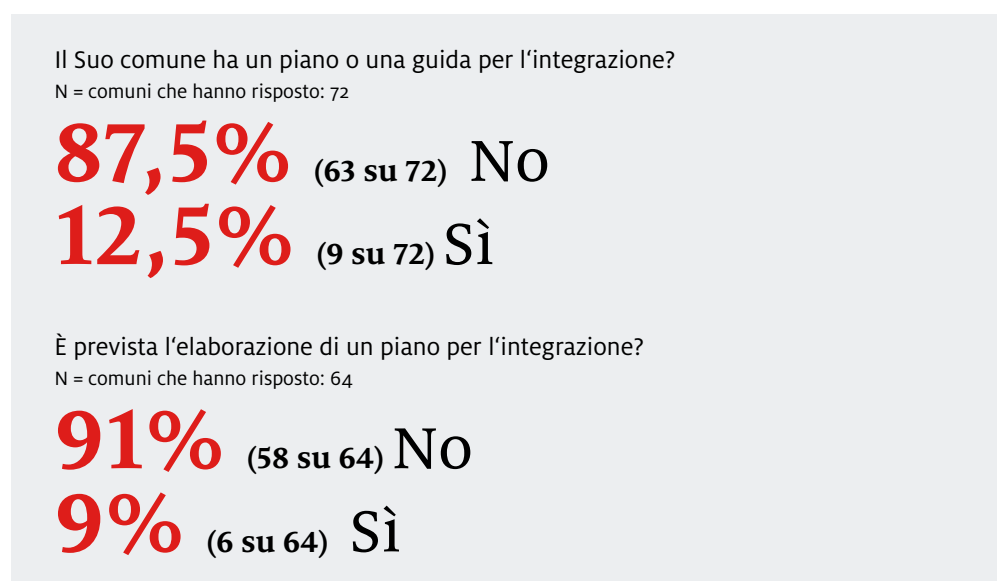 Il Suo comune ha un piano o una guida per l‘integrazione?
N = comuni che hanno risposto: 72
87,5% (63 su 72) No
12,5% (9 su 72) Sì
È prevista l‘elaborazione di un piano per l‘integrazione?
N = comuni che hanno risposto: 64
91% (58 su 64) No
9% (6 su 64) Sì